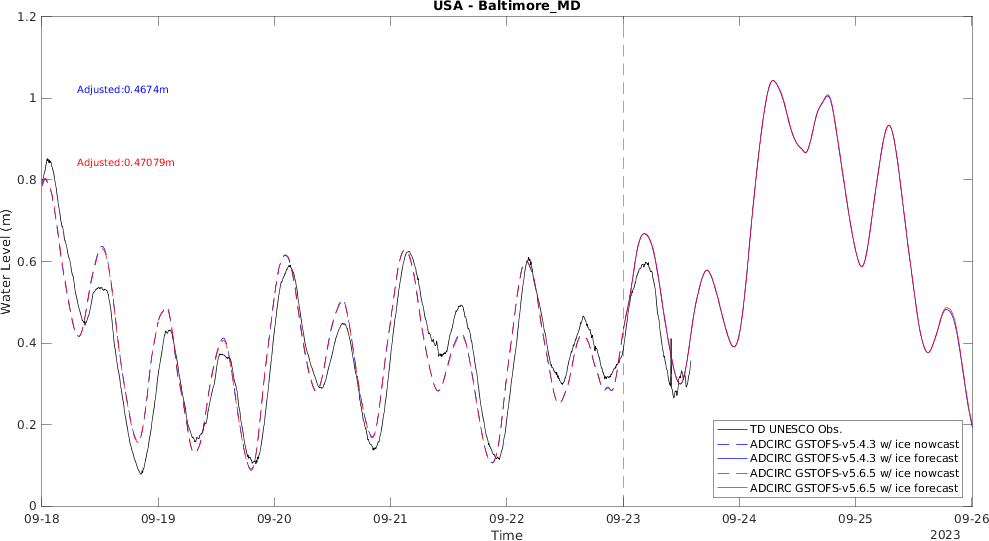 USA - Baltimore_MD
Water Level (m)
1.2
1
0.8
0.6
0.4
0.2
0
Adjusted:0.4674m
Adjusted:0.47079m
TD UNESCO Obs.
ADCIRC GSTOFS-v5.4.3 w/ ice nowcast
ADCIRC GSTOFS-v5.4.3 w/ ice forecast
ADCIRC GSTOFS-v5.6.5 w/ ice nowcast
ADCIRC GSTOFS-v5.6.5 w/ ice forecast
09-18 09-19 09-20 09-21 09-22 09-23 09-24 09-25 09-26
Time
2023